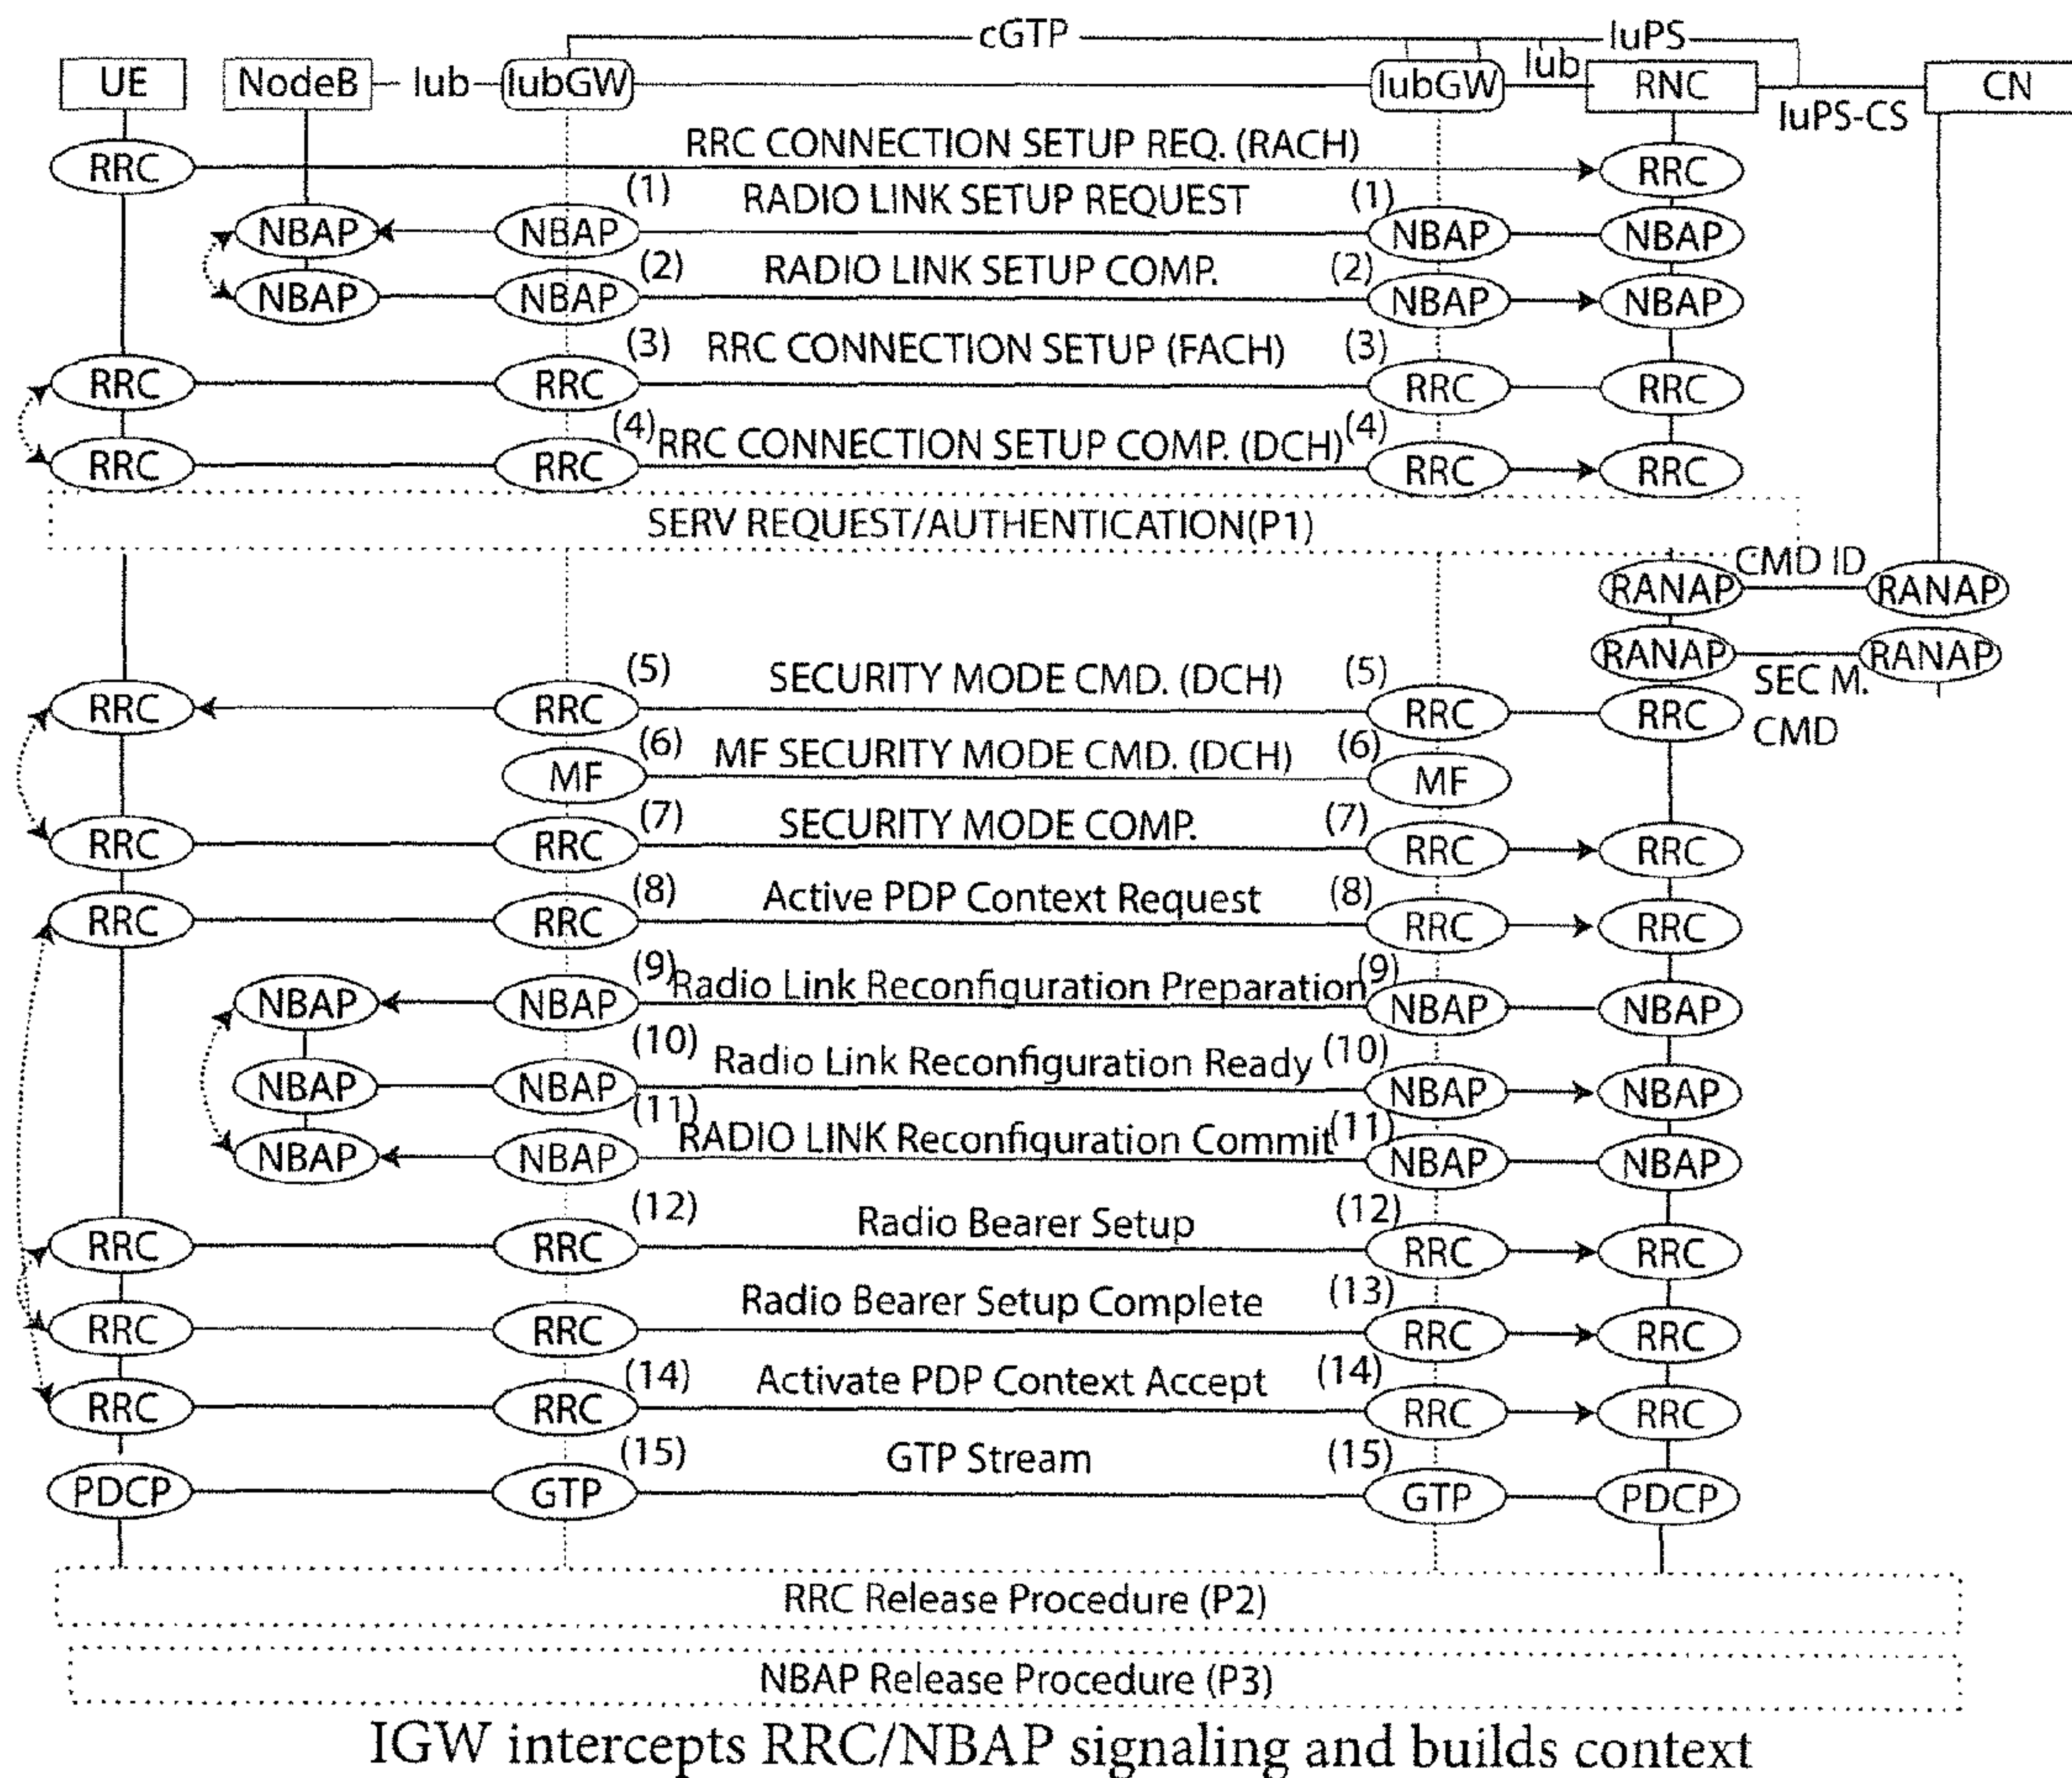 cGTP
IuPS
UE
NodeB
Iub
IubGW
IubGW
Iub
RNC
IuPS-CS
CN
RRC
RRC CONNECTION SETUP REQ. (RACH)
RRC
(1) RADIO LINK SETUP REQUEST (1)
NBAP NBAP NBAP NBAP
(2) RADIO LINK SETUP COMP. (2)
NBAP NBAP NBAP NBAP
(3) RRC CONNECTION SETUP (FACH) (3)
RRC RRC RRC RRC
(4) RRC CONNECTION SETUP COMP. (DCH) (4)
RRC RRC RRC RRC
SERV REQUEST/AUTHENTICATION(P1)
CMD ID
RANAP RANAP
RANAP RANAP
SEC M.
CMD
(5) SECURITY MODE CMD. (DCH) (5)
RRC RRC RRC RRC
(6) MF SECURITY MODE CMD. (DCH) (6)
MF MF
(7) SECURITY MODE COMP. (7)
RRC RRC RRC RRC
(8) Active PDP Context Request (8)
RRC RRC RRC RRC
(9) Radio Link Reconfiguration Preparation (9)
NBAP NBAP NBAP NBAP
(10) Radio Link Reconfiguration Ready (10)
NBAP NBAP NBAP NBAP
(11) RADIO LINK Reconfiguration Commit (11)
NBAP NBAP NBAP NBAP
(12) Radio Bearer Setup (12)
RRC RRC RRC RRC
Radio Bearer Setup Complete (13)
RRC RRC RRC RRC
(14) Activate PDP Context Accept (14)
RRC RRC RRC RRC
(15) GTP Stream (15)
PDCP GTP GTP PDCP
RRC Release Procedure (P2)
NBAP Release Procedure (P3)
IGW intercepts RRC/NBAP signaling and builds context